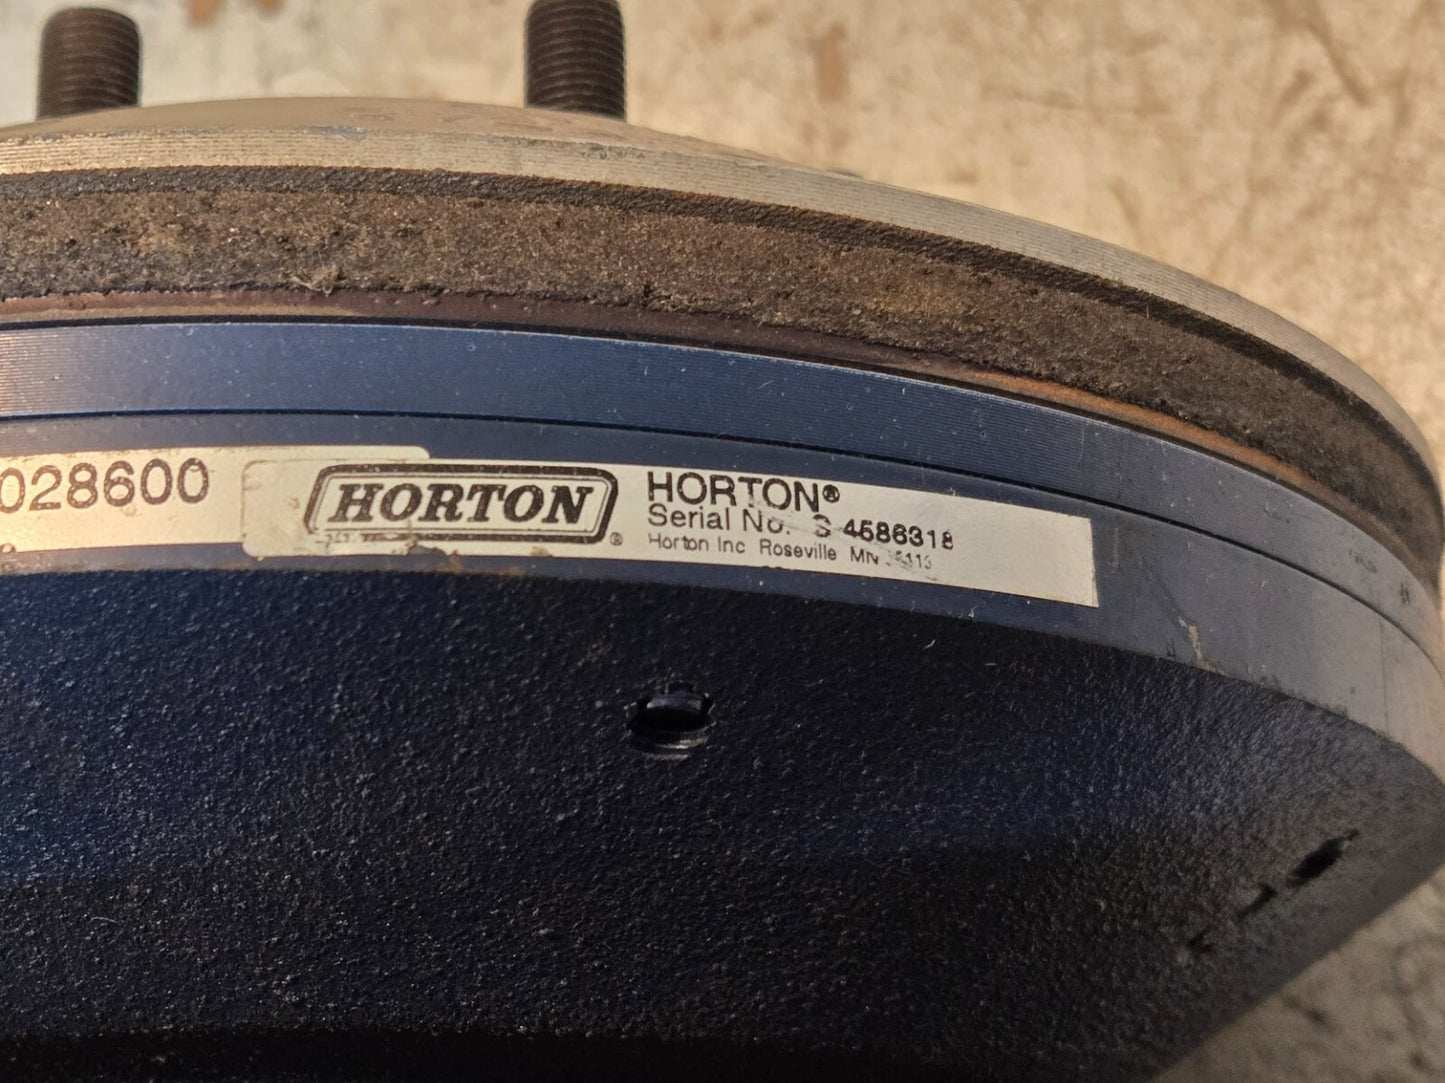 028600
HORTON
HORTON®
Serial No. S 4586318
Horton Inc Roseville MN